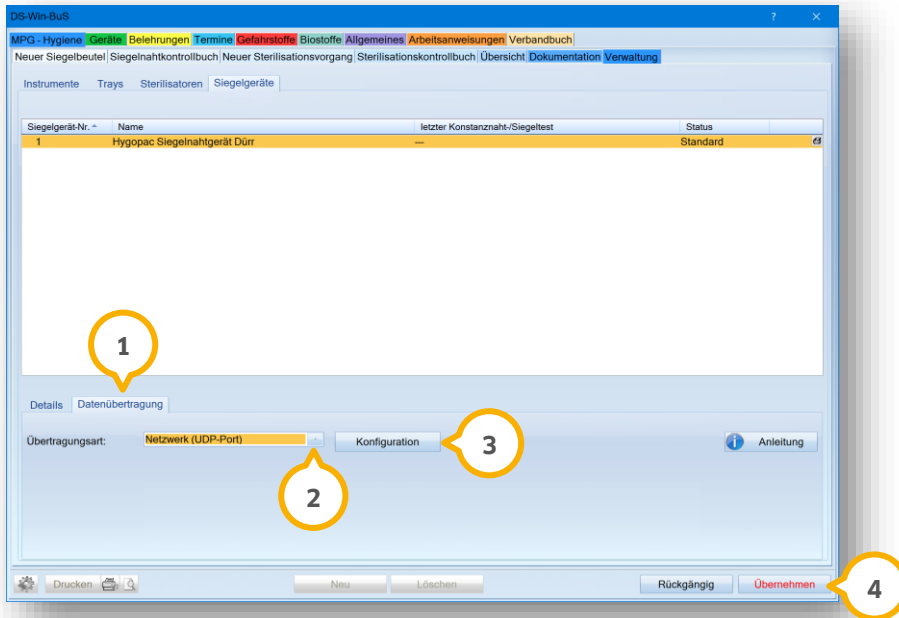 DS-Win-BuS
MPG - Hygiene Geräte Belehrungen Termine Gefahrstoffe Biostoffe Allgemeines Arbeitsanweisungen Verbandbuch
Neuer Siegelbeutel Siegelnahtkontrollbuch Neuer Sterilisationsvorgang Sterilisationskontrollbuch Übersicht Dokumentation Verwaltung
Instrumente Trays Sterilisatoren Siegelgeräte
Siegelgerät-Nr. Name letzter Konstanznaht-/Siegeltest Status
1 Hygopac Siegelnahtgerät Dürr — Standard
1
Details Datenübertragung
Übertragungsart: Netzwerk (UDP-Port) Konfiguration 3 Anleitung
2
Drucken Neu Löschen Rückgängig Übernehmen 4